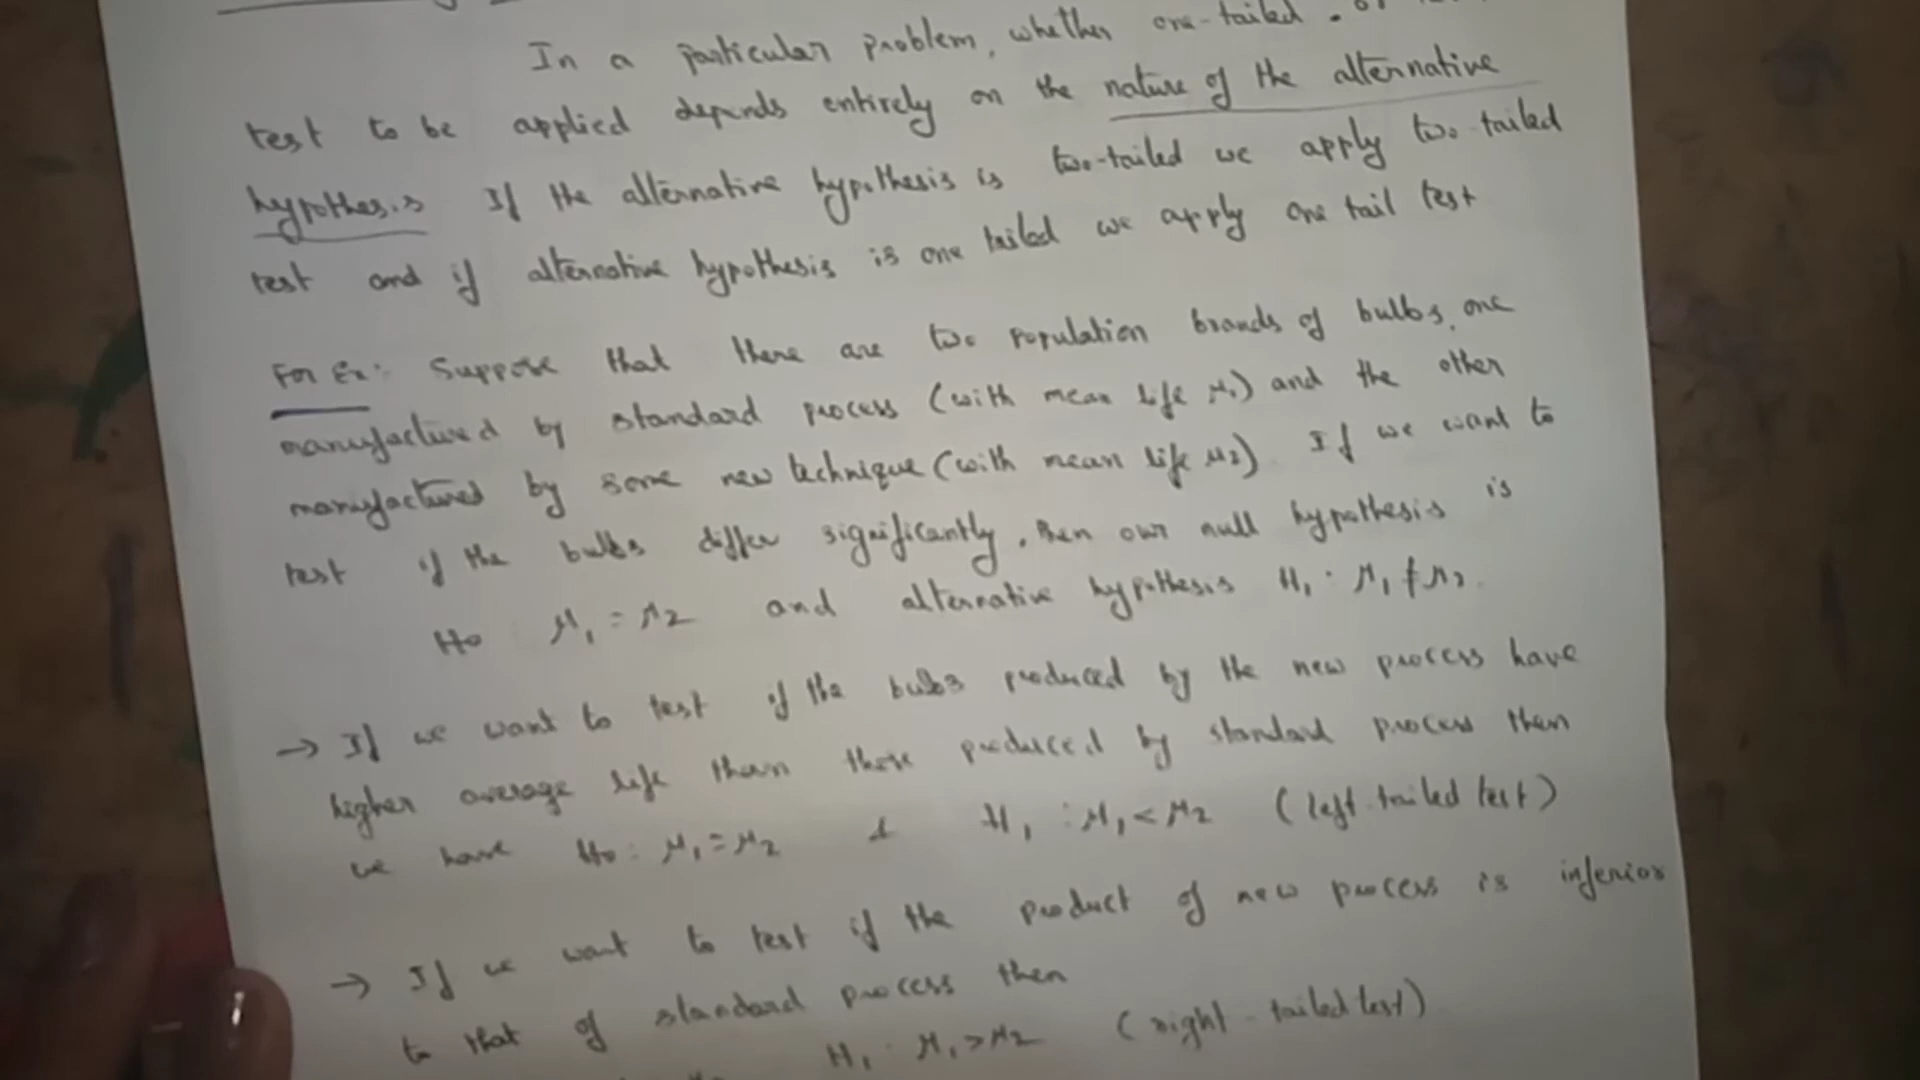 In a particular problem, whether one-tailed . or
test to be applied depends entirely on the nature of the alternative
hypothesis If the alternative hypothesis is two-tailed we apply two-tailed
test and if alternative hypothesis is one tailed we apply one tail test
For Ex: Suppose that there are two population brands of bulbs, one
manufactured by standard process (with mean life μ1) and the other
manufactured by some new technique (with mean life μ2). If we want to
test if the bulbs differ significantly, then our null hypothesis is
H0 μ1 = μ2 and alternative hypothesis H1 : μ1 ≠ μ2.
→ If we want to test if the bulbs produced by the new process have
higher average life than those produced by standard process then
we have H0 : μ1 = μ2 & H1 : μ1 < μ2 (left tailed test)
→ If we want to test if the product of new process is inferior
to that of standard process then
H1 : μ1 > μ2 (right-tailed test)